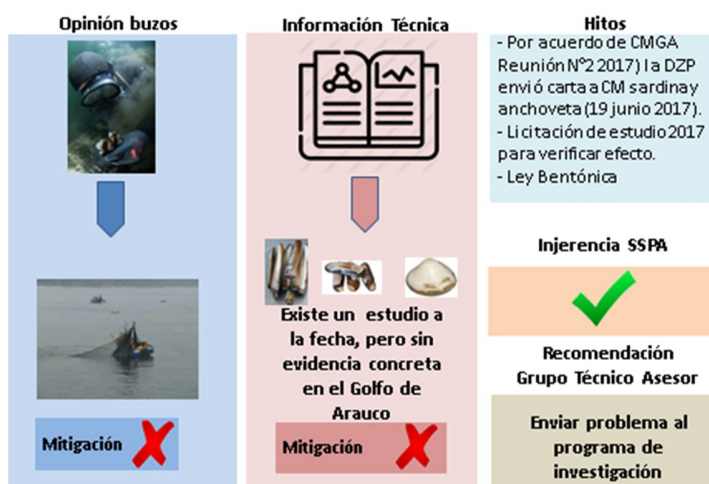 Opinión buzos
Mitigación
Información Técnica
Existe un estudio a
la fecha, pero sin
evidencia concreta
en el Golfo de
Arauco
Mitigación
Hitos
- Por acuerdo de CMGA
Reunión N°2 2017) la DZP
envió carta a CM sardina y
anchoveta (19 junio 2017).
- Licitación de estudio 2017
para verificar efecto.
- Ley Bentónica
Injerencia SSPA
Recomendación
Grupo Técnico Asesor
Enviar problema al
programa de
investigación